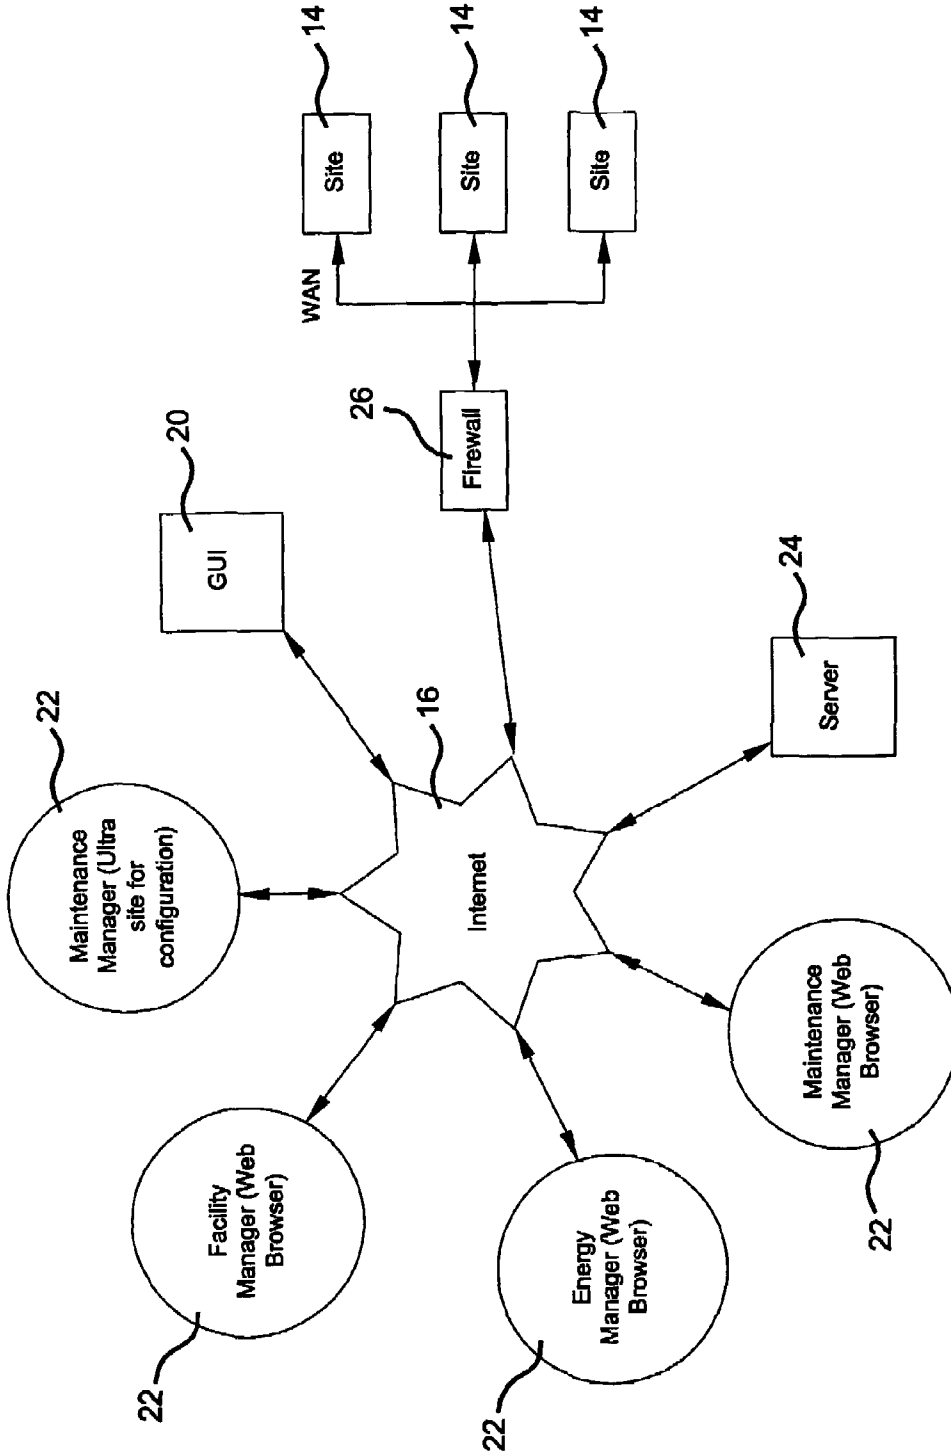 22
Maintenance
Manager (Ultra
site for
configuration)
20
GUI
22
Facility
Manager (Web
Browser)
16
Internet
26
Firewall
WAN
Site
14
Site
14
Site
14
22
Energy
Manager (Web
Browser)
22
Maintenance
Manager (Web
Browser)
24
Server